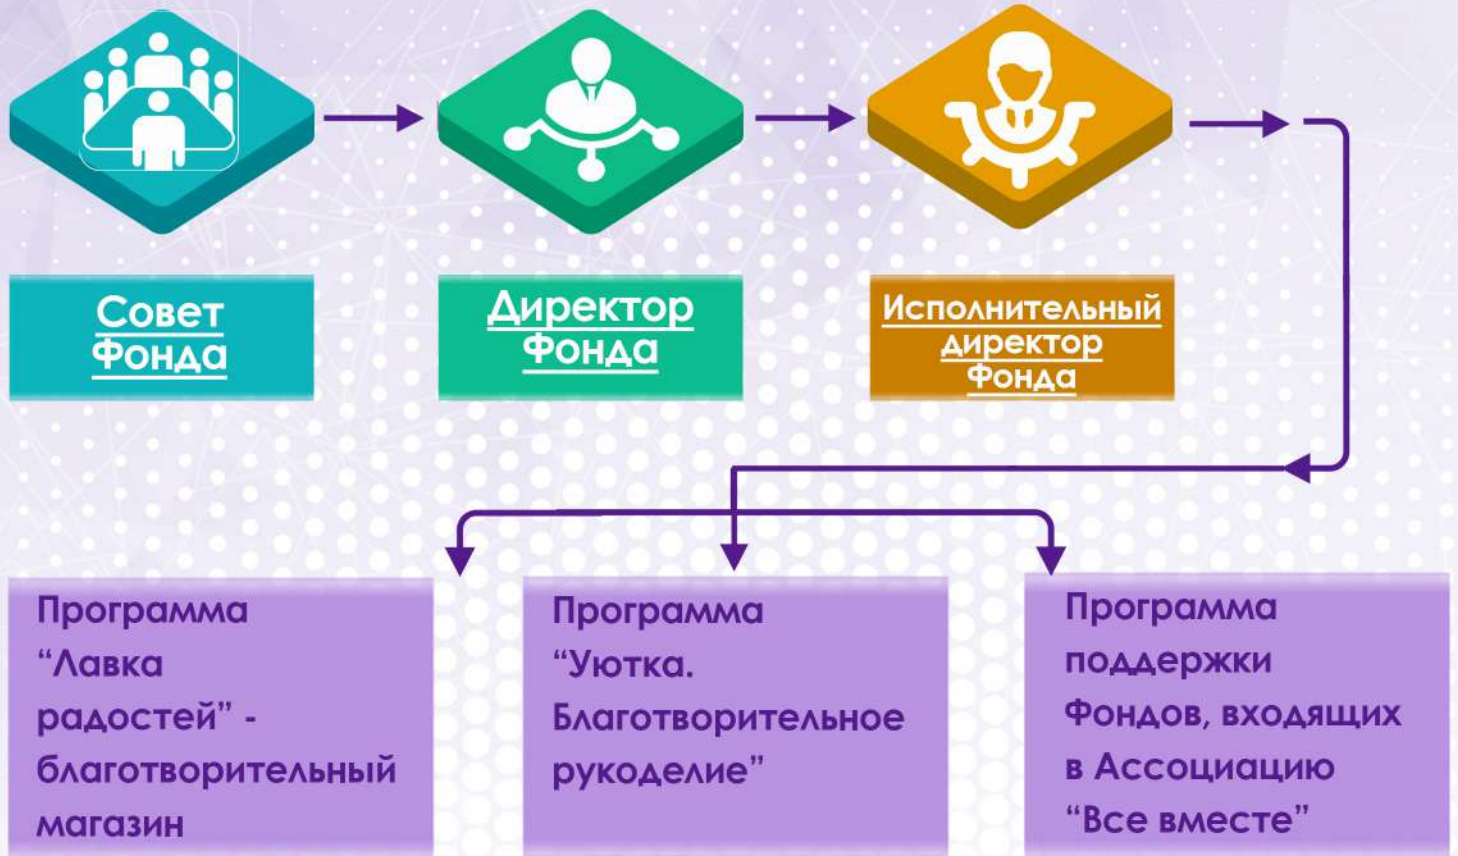 Совет
Фонда
Директор
Фонда
Исполнительный
директор
Фонда
Программа
“Лавка
радостей” -
благотворительный
магазин
Программа
“Уютка.
Благотворительное
рукоделие”
Программа
поддержки
Фондов, входящих
в Ассоциацию
“Все вместе”